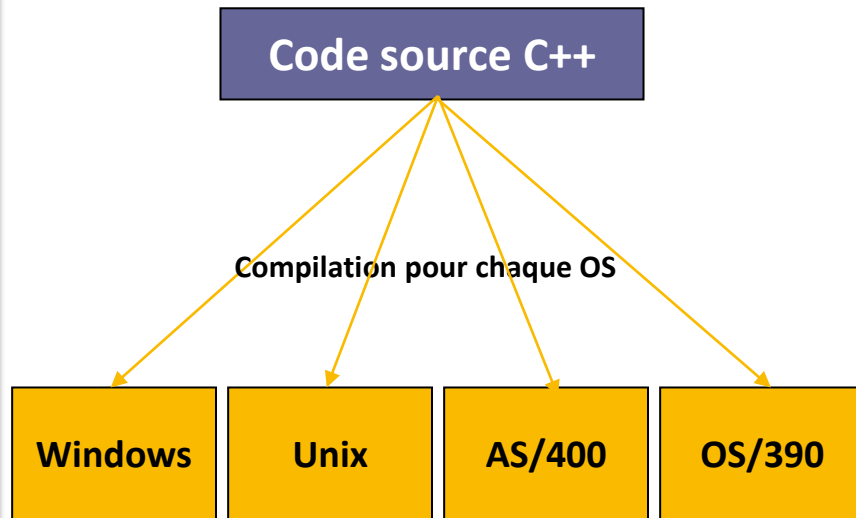 Code source C++
Compilation pour chaque OS
Windows
Unix
AS/400
OS/390